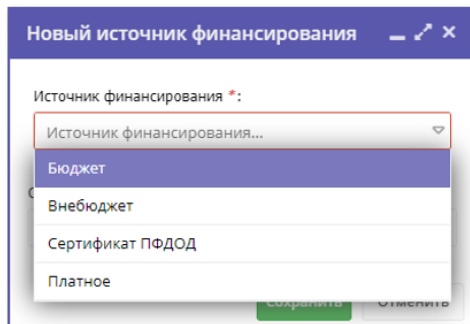 Новый источник финансирования
Источник финансирования *:
Источник финансирования...
Бюджет
Внебюджет
Сертификат ПФДОД
Платное
Сохранить Отменить